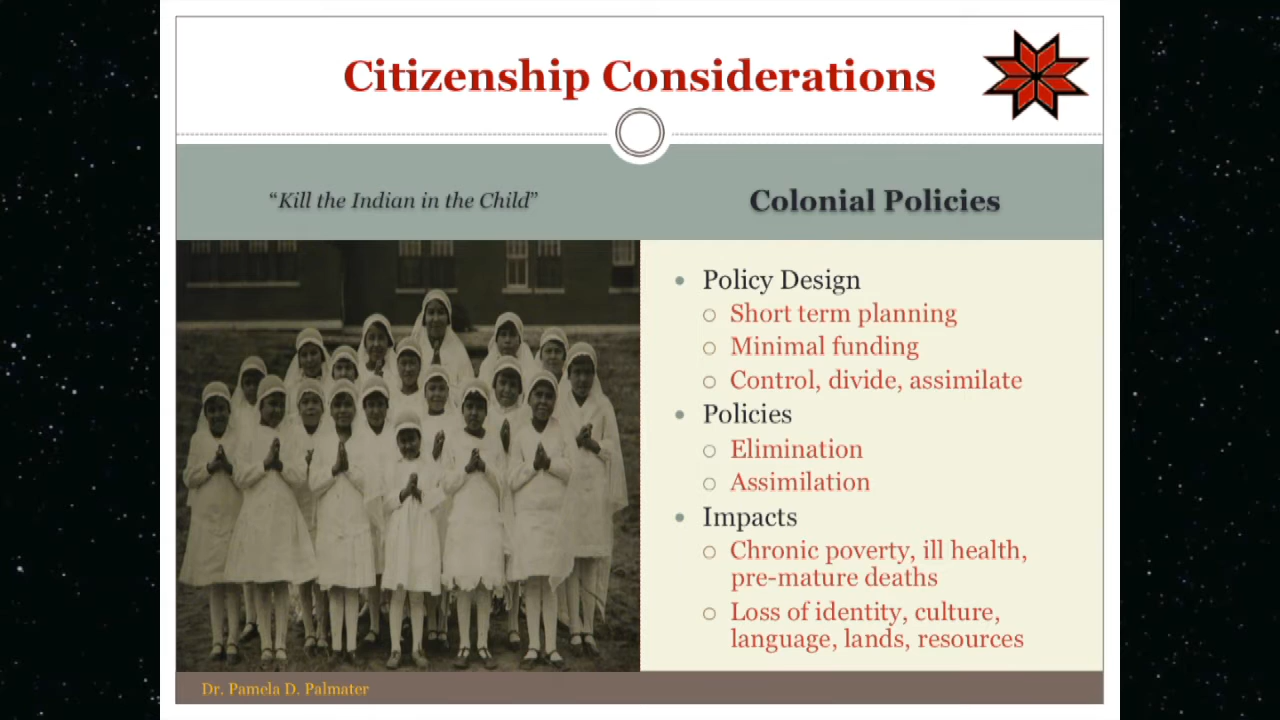 Citizenship Considerations
“Kill the Indian in the Child”
Colonial Policies
Policy Design
Short term planning
Minimal funding
Control, divide, assimilate
Policies
Elimination
Assimilation
Impacts
Chronic poverty, ill health,
pre-mature deaths
Loss of identity, culture,
language, lands, resources
Dr. Pamela D. Palmater